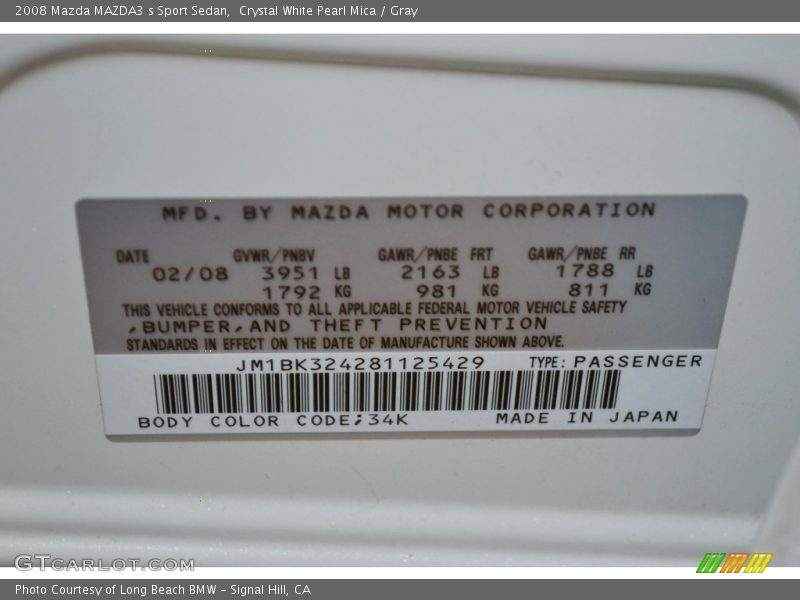 2008 Mazda MAZDA3 s Sport Sedan,  Crystal White Pearl Mica / Gray
MFD. BY MAZDA MOTOR CORPORATION
DATE GVWR/PNBV GAWR/PNBE FRT GAWR/PNBE RR
02/08 3951 LB 2163 LB 1788 LB
1792 KG 981 KG 811 KG
THIS VEHICLE CONFORMS TO ALL APPLICABLE FEDERAL MOTOR VEHICLE SAFETY
,BUMPER,AND THEFT PREVENTION
STANDARDS IN EFFECT ON THE DATE OF MANUFACTURE SHOWN ABOVE.
JM1BK324281125429 TYPE: PASSENGER
BODY COLOR CODE;34K MADE IN JAPAN
GTcarlot.com
Photo Courtesy of Long Beach BMW - Signal Hill, CA